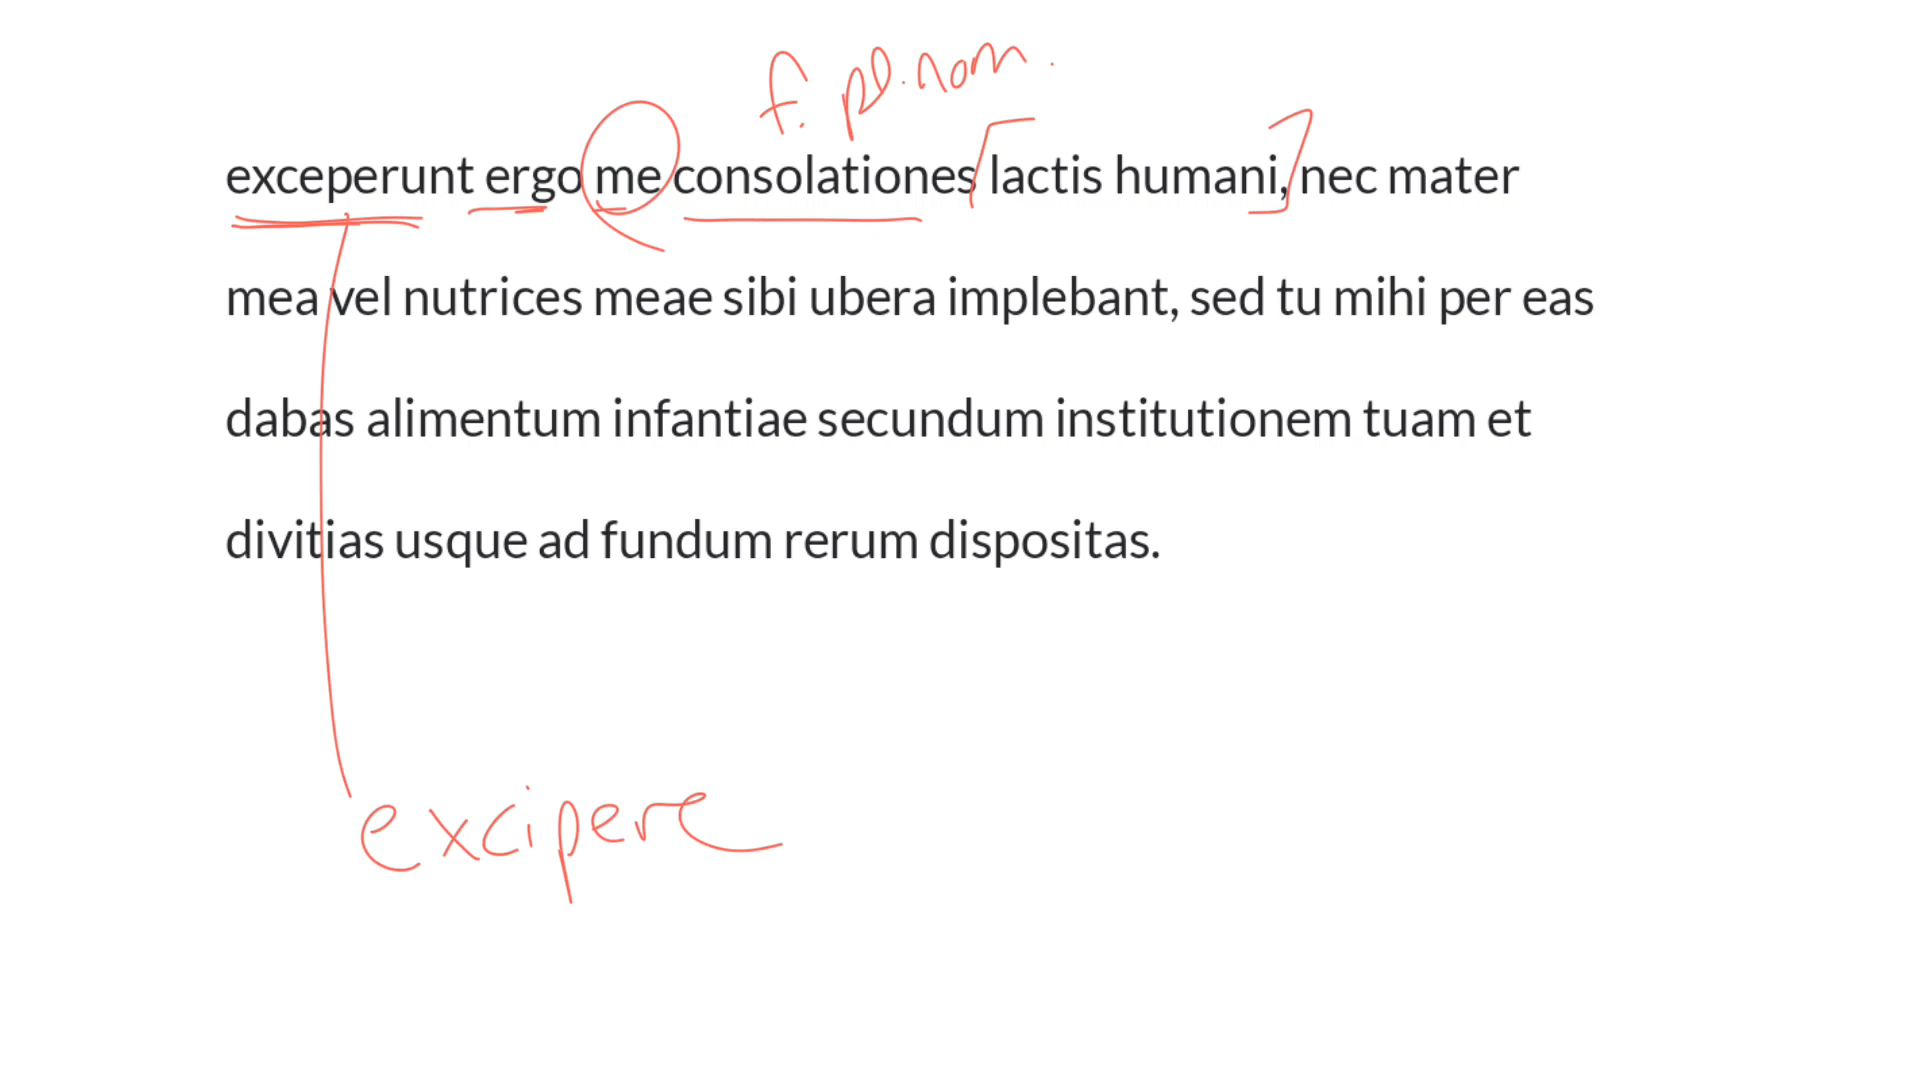 f. pl. nom.
exceperunt ergo me consolationes [lactis humani,] nec mater
mea vel nutrices meae sibi ubera implebant, sed tu mihi per eas
dabas alimentum infantiae secundum institutionem tuam et
divitias usque ad fundum rerum dispositas.
excipere